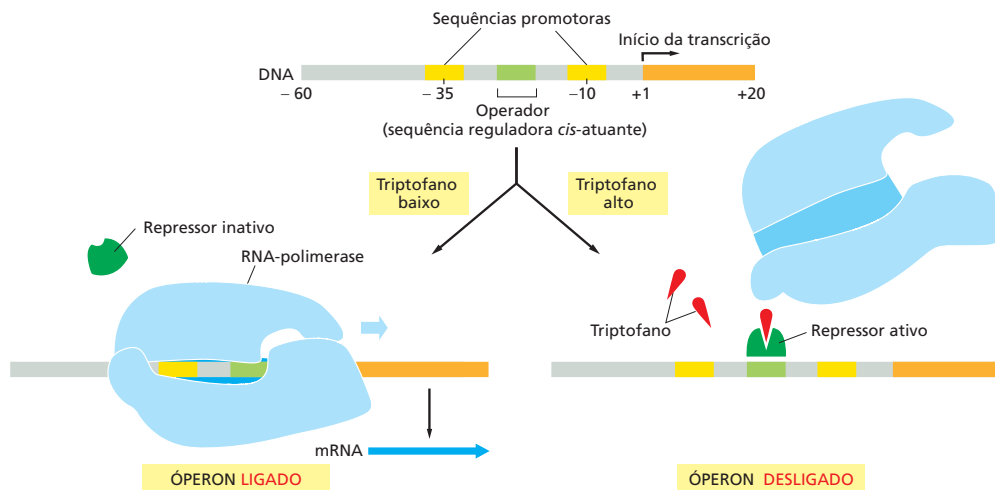 Sequências promotoras
Início da transcrição
DNA
– 60
– 35
–10
+1
+20
Operador
(sequência reguladora cis-atuante)
Triptofano
baixo
Triptofano
alto
Repressor inativo
RNA-polimerase
Triptofano
Repressor ativo
mRNA
ÓPERON LIGADO
ÓPERON DESLIGADO